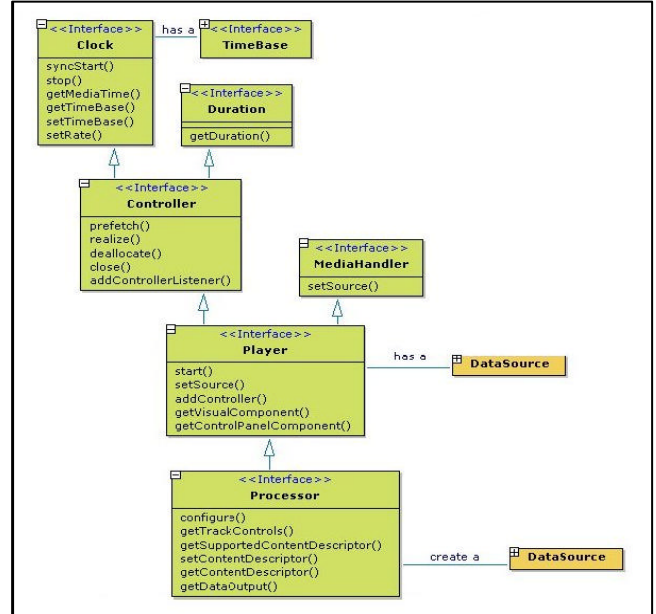 <<Interface>>
Clock
syncStart()
stop()
getMediaTime()
getTimeBase()
setTimeBase()
setRate()
has a
<<Interface>>
TimeBase
<<Interface>>
Duration
getDuration()
<<Interface>>
Controller
prefetch()
realize()
deallocate()
close()
addControllerListener()
<<Interface>>
MediaHandler
setSource()
<<Interface>>
Player
start()
setSource()
addController()
getVisualComponent()
getControlPanelComponent()
has a
DataSource
<<Interface>>
Processor
configure()
getTrackControls()
getSupportedContentDescriptor()
setContentDescriptor()
getContentDescriptor()
getDataOutput()
create a
DataSource